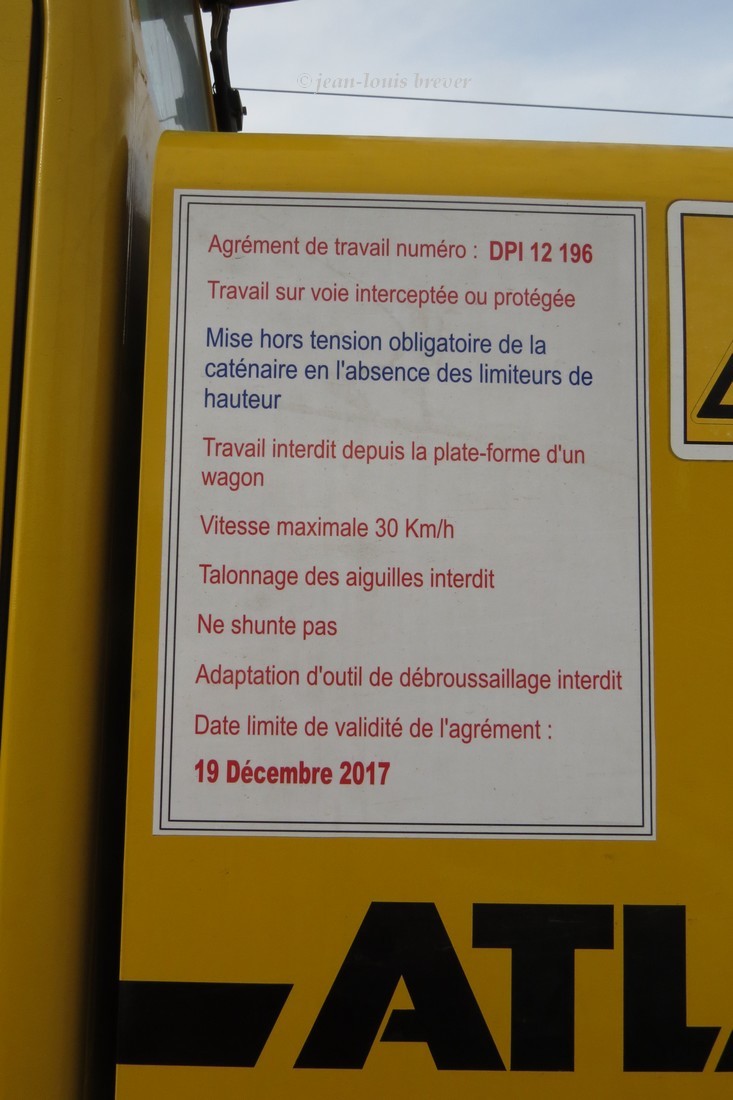 ©jean-louis brever
Agrément de travail numéro : DPI 12 196
Travail sur voie interceptée ou protégée
Mise hors tension obligatoire de la
caténaire en l'absence des limiteurs de
hauteur
Travail interdit depuis la plate-forme d'un
wagon
Vitesse maximale 30 Km/h
Talonnage des aiguilles interdit
Ne shunte pas
Adaptation d'outil de débroussaillage interdit
Date limite de validité de l'agrément :
19 Décembre 2017
ATL